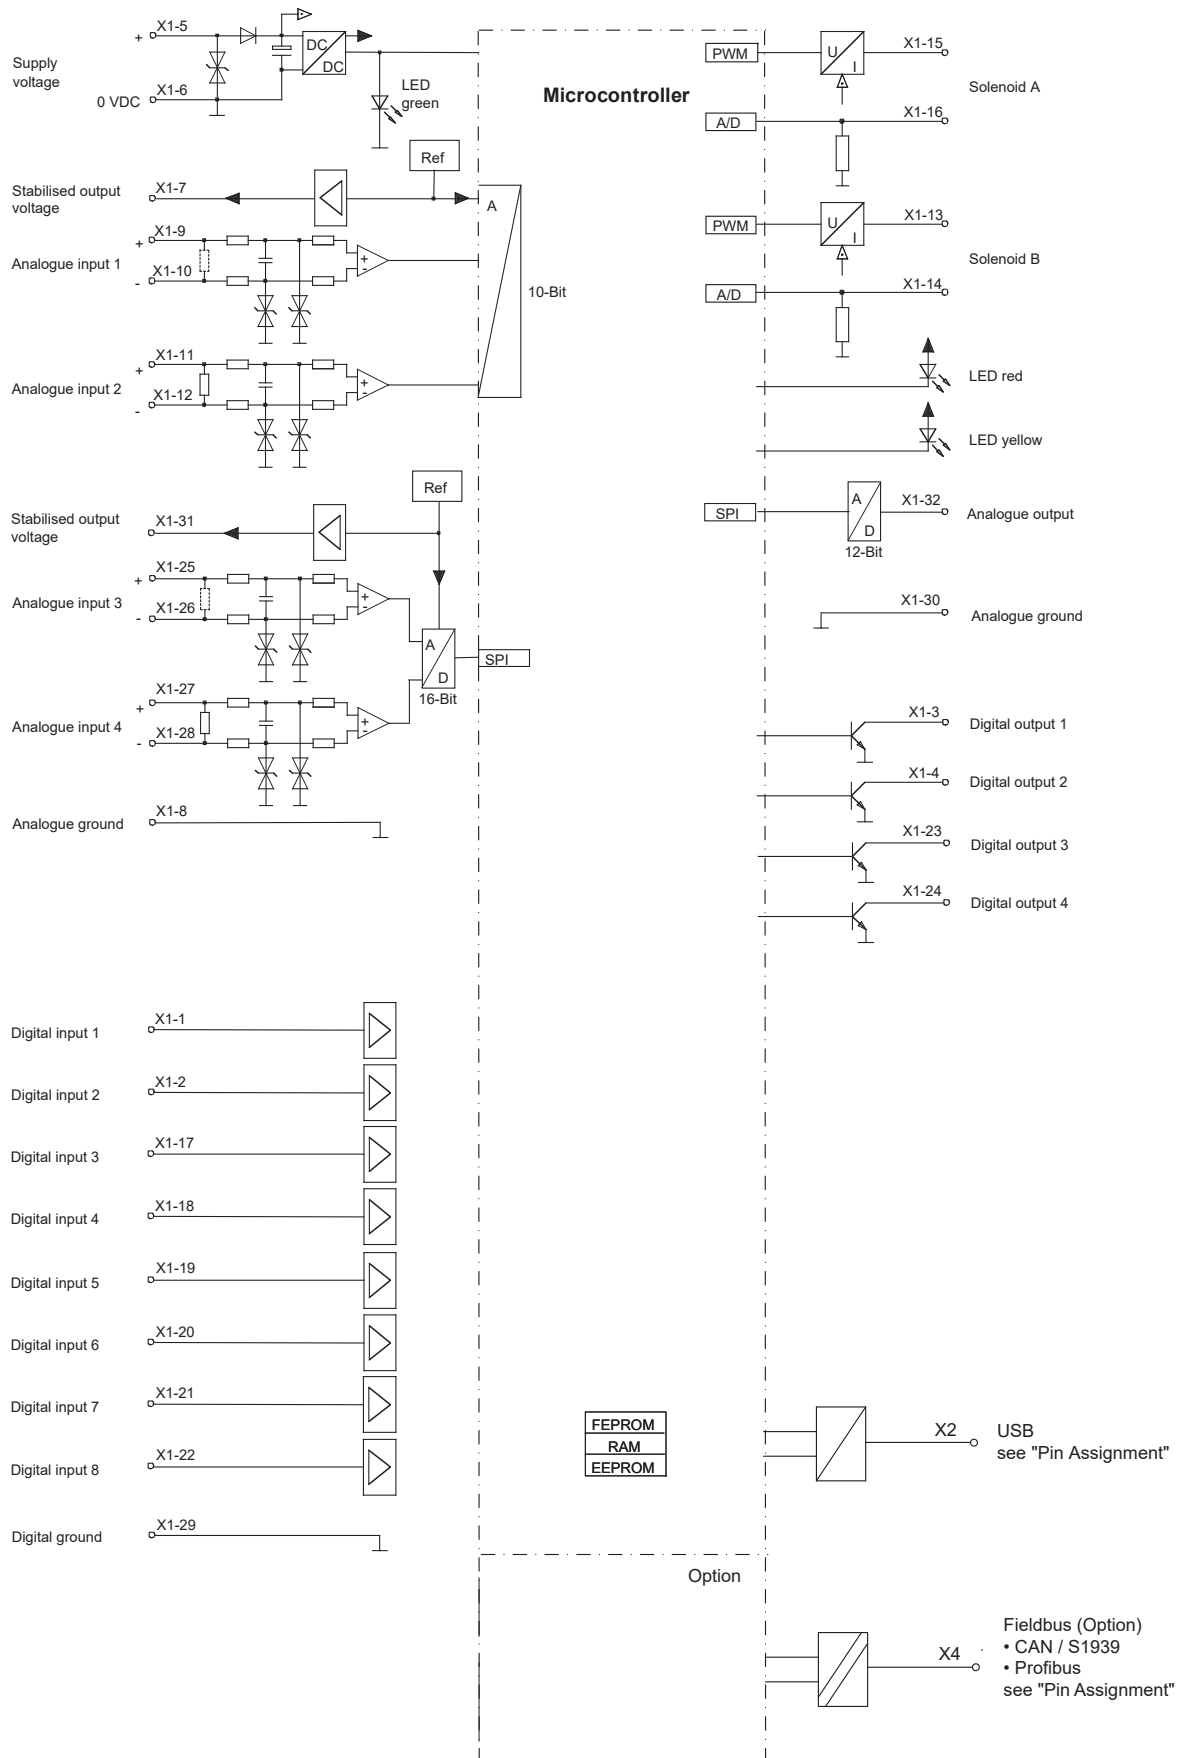 X1-5
+
Supply
voltage
X1-6
0 VDC
DC
DC
LED
green
Microcontroller
PWM
U
I
X1-15
Solenoid A
A/D
X1-16
Ref
Stabilised output
voltage
X1-7
A
10-Bit
X1-9
+
Analogue input 1
X1-10
-
+
-
PWM
U
I
X1-13
Solenoid B
A/D
X1-14
X1-11
+
Analogue input 2
X1-12
-
+
-
LED red
LED yellow
Ref
Stabilised output
voltage
X1-31
SPI
A
D
12-Bit
X1-32
Analogue output
X1-25
+
Analogue input 3
X1-26
-
+
-
X1-30
Analogue ground
A
D
16-Bit
SPI
X1-27
+
Analogue input 4
X1-28
-
+
-
X1-3
Digital output 1
X1-4
Digital output 2
X1-8
Analogue ground
X1-23
Digital output 3
X1-24
Digital output 4
X1-1
Digital input 1
X1-2
Digital input 2
X1-17
Digital input 3
X1-18
Digital input 4
X1-19
Digital input 5
X1-20
Digital input 6
X1-21
Digital input 7
X1-22
Digital input 8
X1-29
Digital ground
FEPROM
RAM
EEPROM
X2
USB
see "Pin Assignment"
Option
X4
Fieldbus (Option)
• CAN / S1939
• Profibus
see "Pin Assignment"